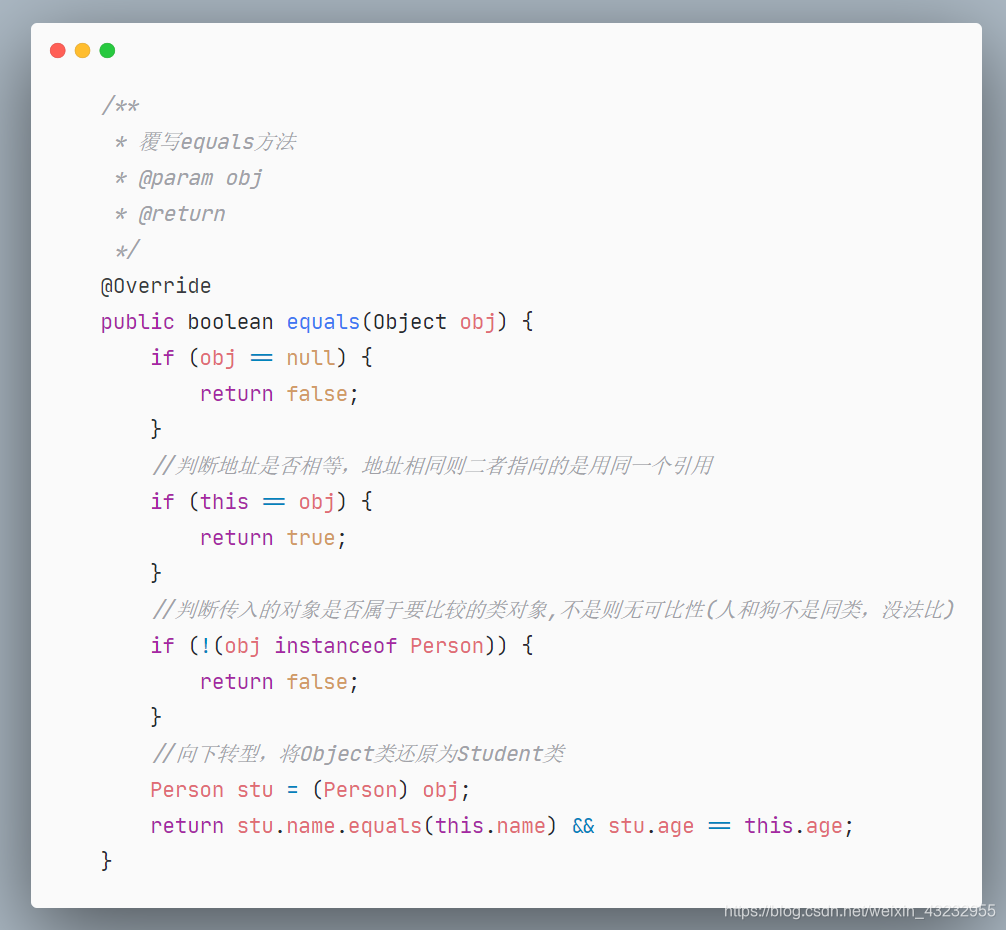 /**
 * 覆写equals方法
 * @param obj
 * @return
 */
@Override
public boolean equals(Object obj) {
    if (obj == null) {
        return false;
    }
    //判断地址是否相等，地址相同则二者指向的是用同一个引用
    if (this == obj) {
        return true;
    }
    //判断传入的对象是否属于要比较的类对象,不是则无可比性(人和狗不是同类，没法比)
    if (!(obj instanceof Person)) {
        return false;
    }
    //向下转型，将Object类还原为Student类
    Person stu = (Person) obj;
    return stu.name.equals(this.name) && stu.age == this.age;
}
https://blog.csdn.net/weixin_43232955